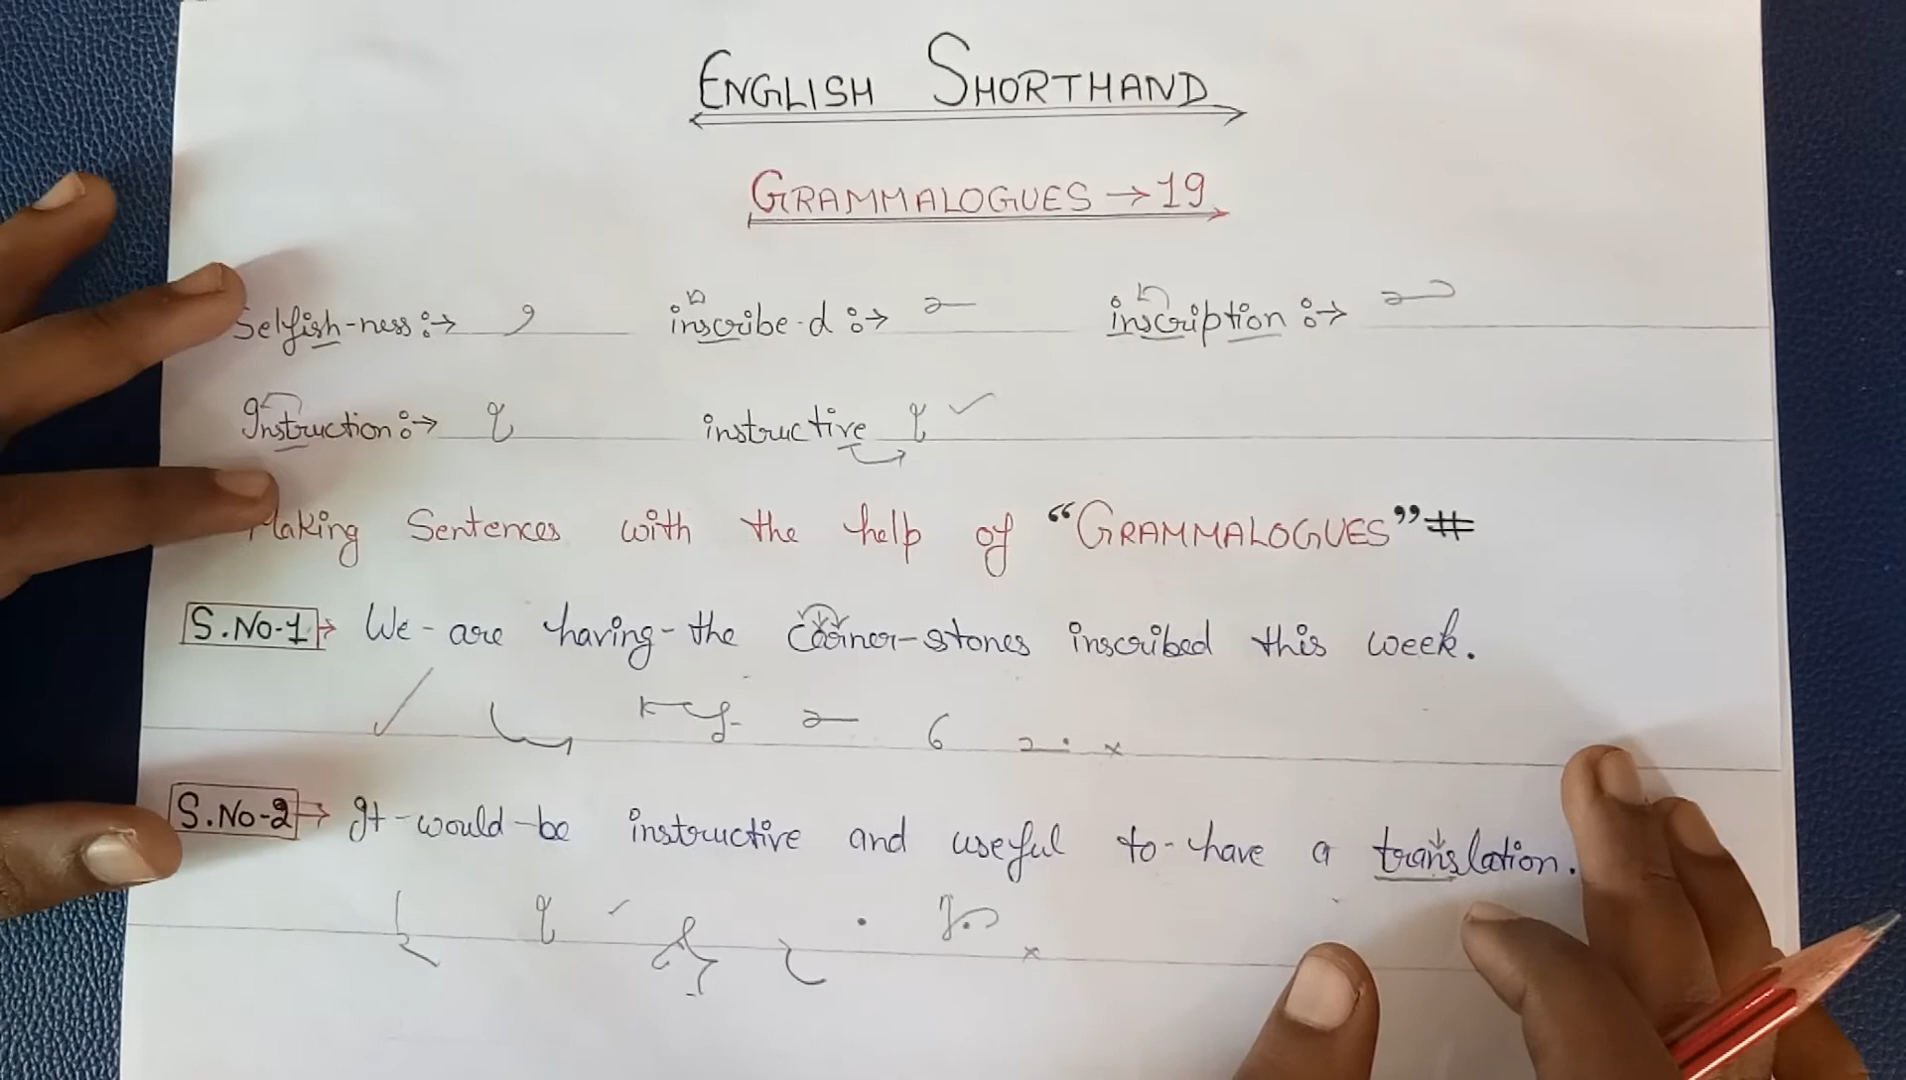 ENGLISH SHORTHAND
GRAMMALOGUES → 19
Selfish-ness :→ inscribe-d :→ inscription :→
Instruction :→ instructive
Making Sentences with the help of “GRAMMALOGUES” #
S.No-1 → We-are having-the Corner-stones inscribed this week.
S.No-2 → It-would-be instructive and useful to-have a translation.